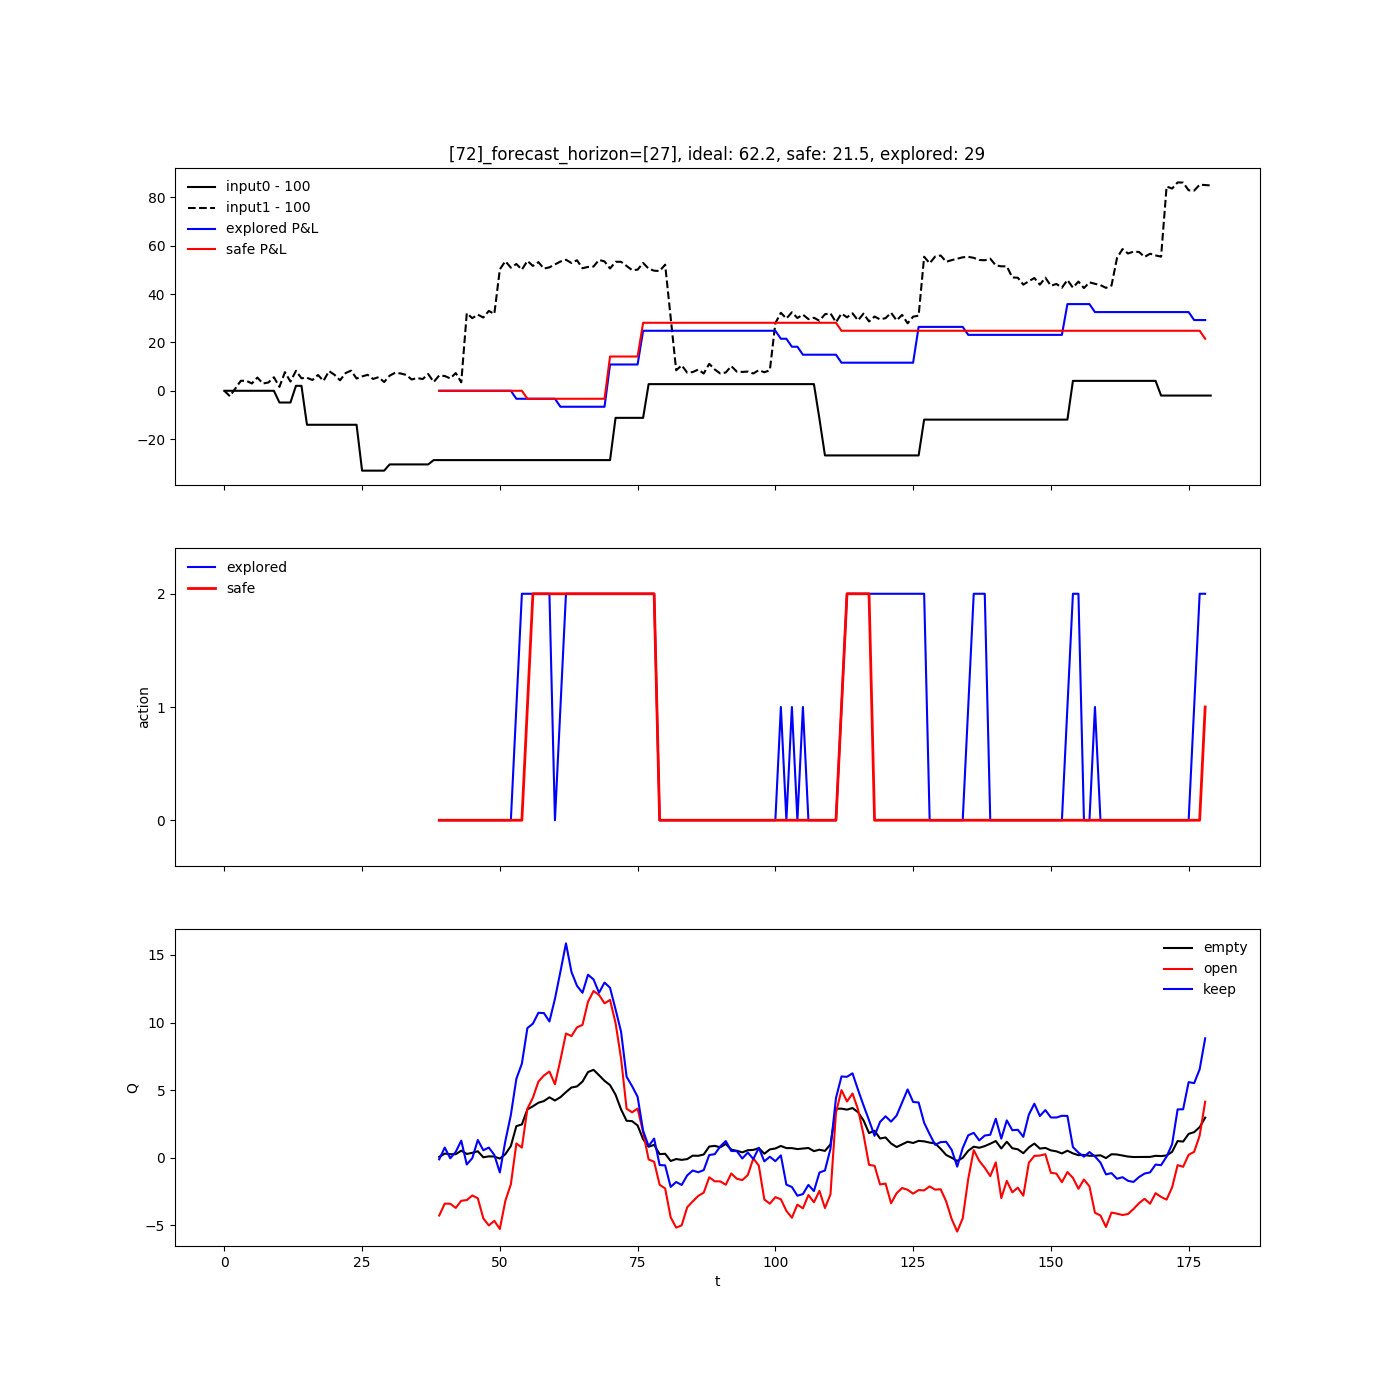 [72]_forecast_horizon=[27], ideal: 62.2, safe: 21.5, explored: 29
input0 - 100
input1 - 100
explored P&L
safe P&L
80
60
40
20
0
−20
explored
safe
2
1
0
action
empty
open
keep
15
10
5
0
−5
Q
0 25 50 75 100 125 150 175
t